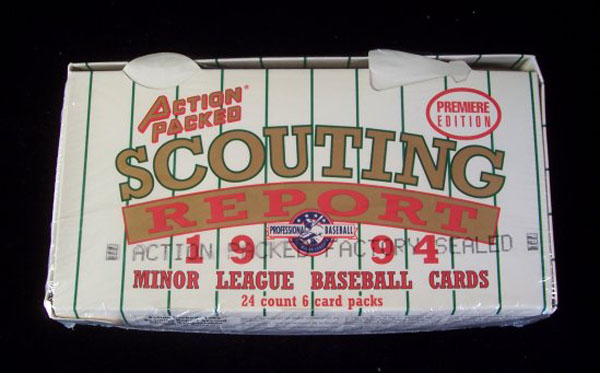 ACTION PACKED®
PREMIERE EDITION
SCOUTING
REPORT
1994
PROFESSIONAL BASEBALL
ACTION PACKED FACTORY SEALED
MINOR LEAGUE BASEBALL CARDS
24 count 6 card packs